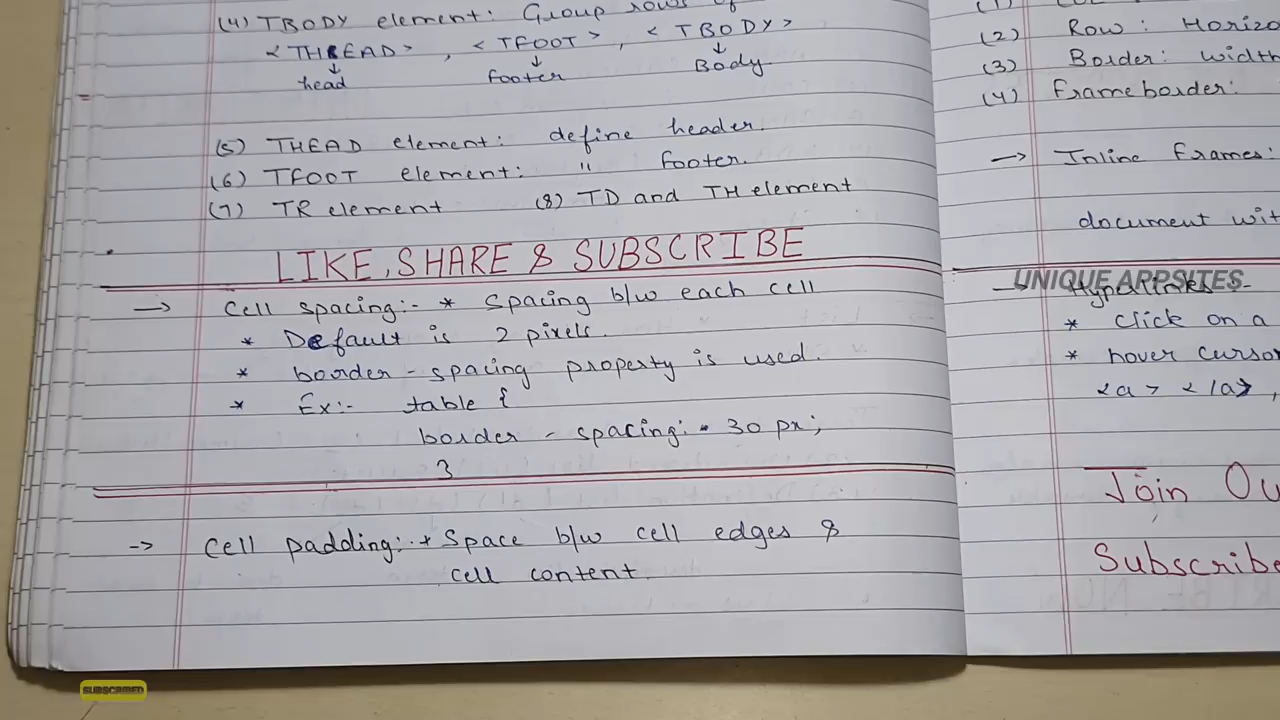 (4) TBODY element: Group rows of
<THEAD>, <TFOOT>, <TBODY>
head footer Body
(5) THEAD element: define header.
(6) TFOOT element: " footer.
(7) TR element (8) TD and TH element
LIKE, SHARE & SUBSCRIBE
→ Cell spacing:- * Spacing b/w each cell
* Default is 2 pixels.
* border-spacing property is used.
* Ex:- table {
border-spacing: 30 px;
}
→ Cell padding:- * Space b/w cell edges &
cell content.
(2) Row: Horizo
(3) Border: width
(4) Frameborder:
→ Inline Frames:
document wit
UNIQUE APPSITES
→ Hyperlinks -
* Click on a
* hover curso
<a> </a>,
Join Ou
Subscribe
SUBSCRIBED